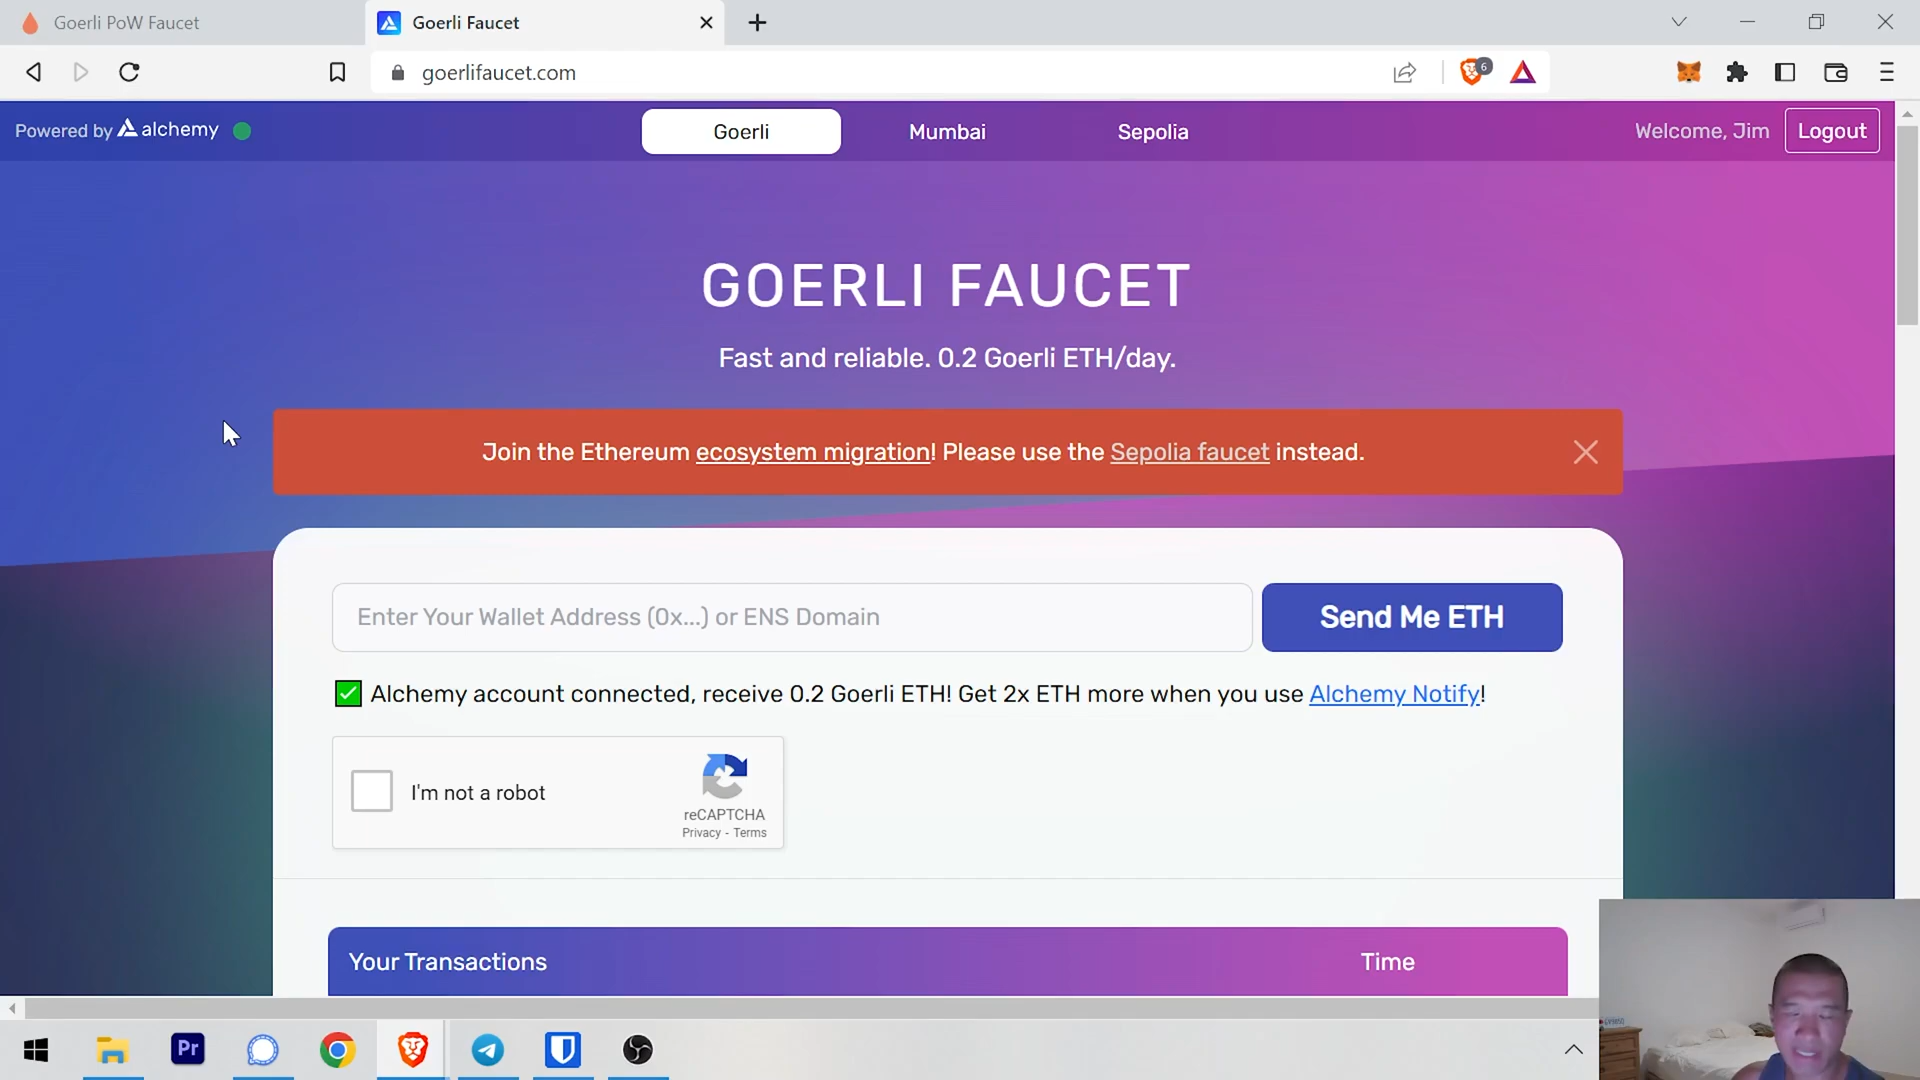 Goerli PoW Faucet
Goerli Faucet
goerlifaucet.com
6
Powered by alchemy
Goerli
Mumbai
Sepolia
Welcome, Jim
Logout
GOERLI FAUCET
Fast and reliable. 0.2 Goerli ETH/day.
Join the Ethereum ecosystem migration! Please use the Sepolia faucet instead.
Enter Your Wallet Address (0x...) or ENS Domain
Send Me ETH
Alchemy account connected, receive 0.2 Goerli ETH! Get 2x ETH more when you use Alchemy Notify!
I'm not a robot
reCAPTCHA
Privacy - Terms
Your Transactions
Time
Pr